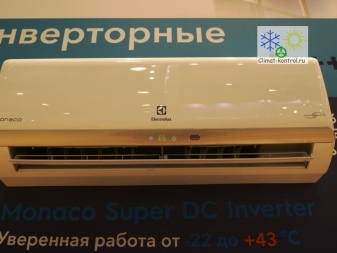 нверторные
Climat-kontrol.ru
onaco
Electrolux
Monaco Super DC Inverter
Уверенная работа от -22 до +43 °C